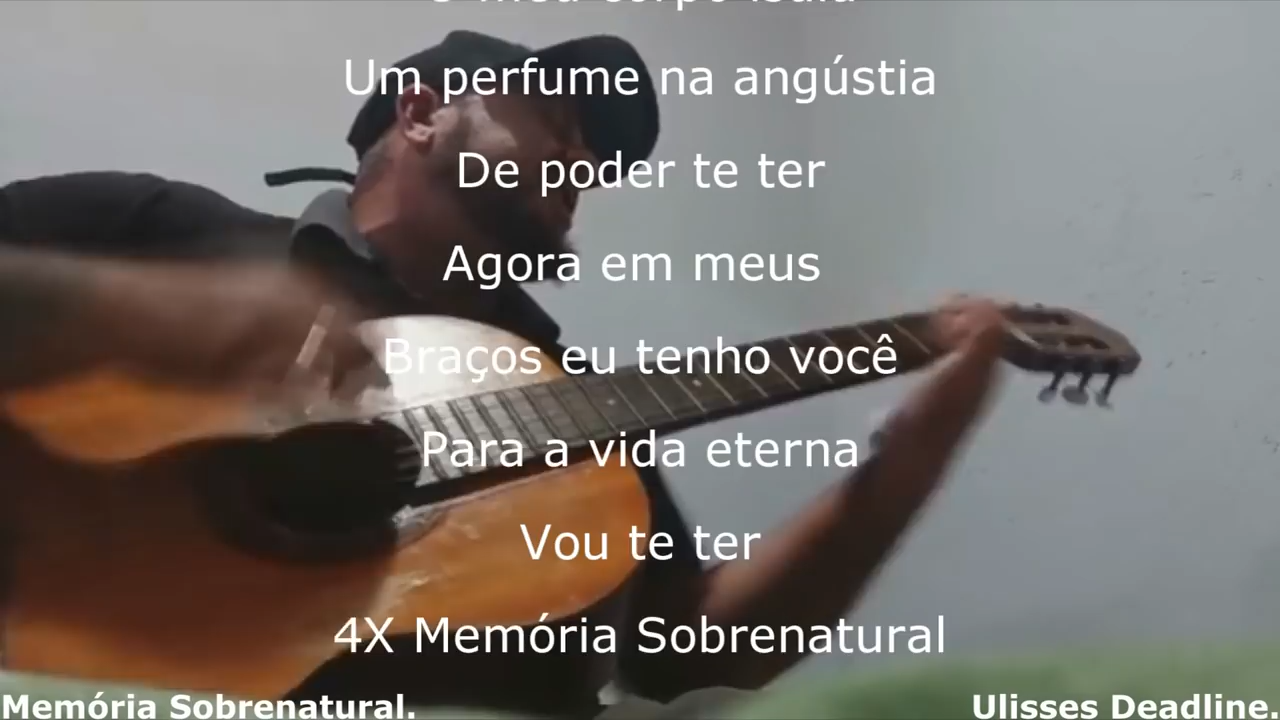 Um perfume na angústia
De poder te ter
Agora em meus
Braços eu tenho você
Para a vida eterna
Vou te ter
4X Memória Sobrenatural
Memória Sobrenatural.
Ulisses Deadline.